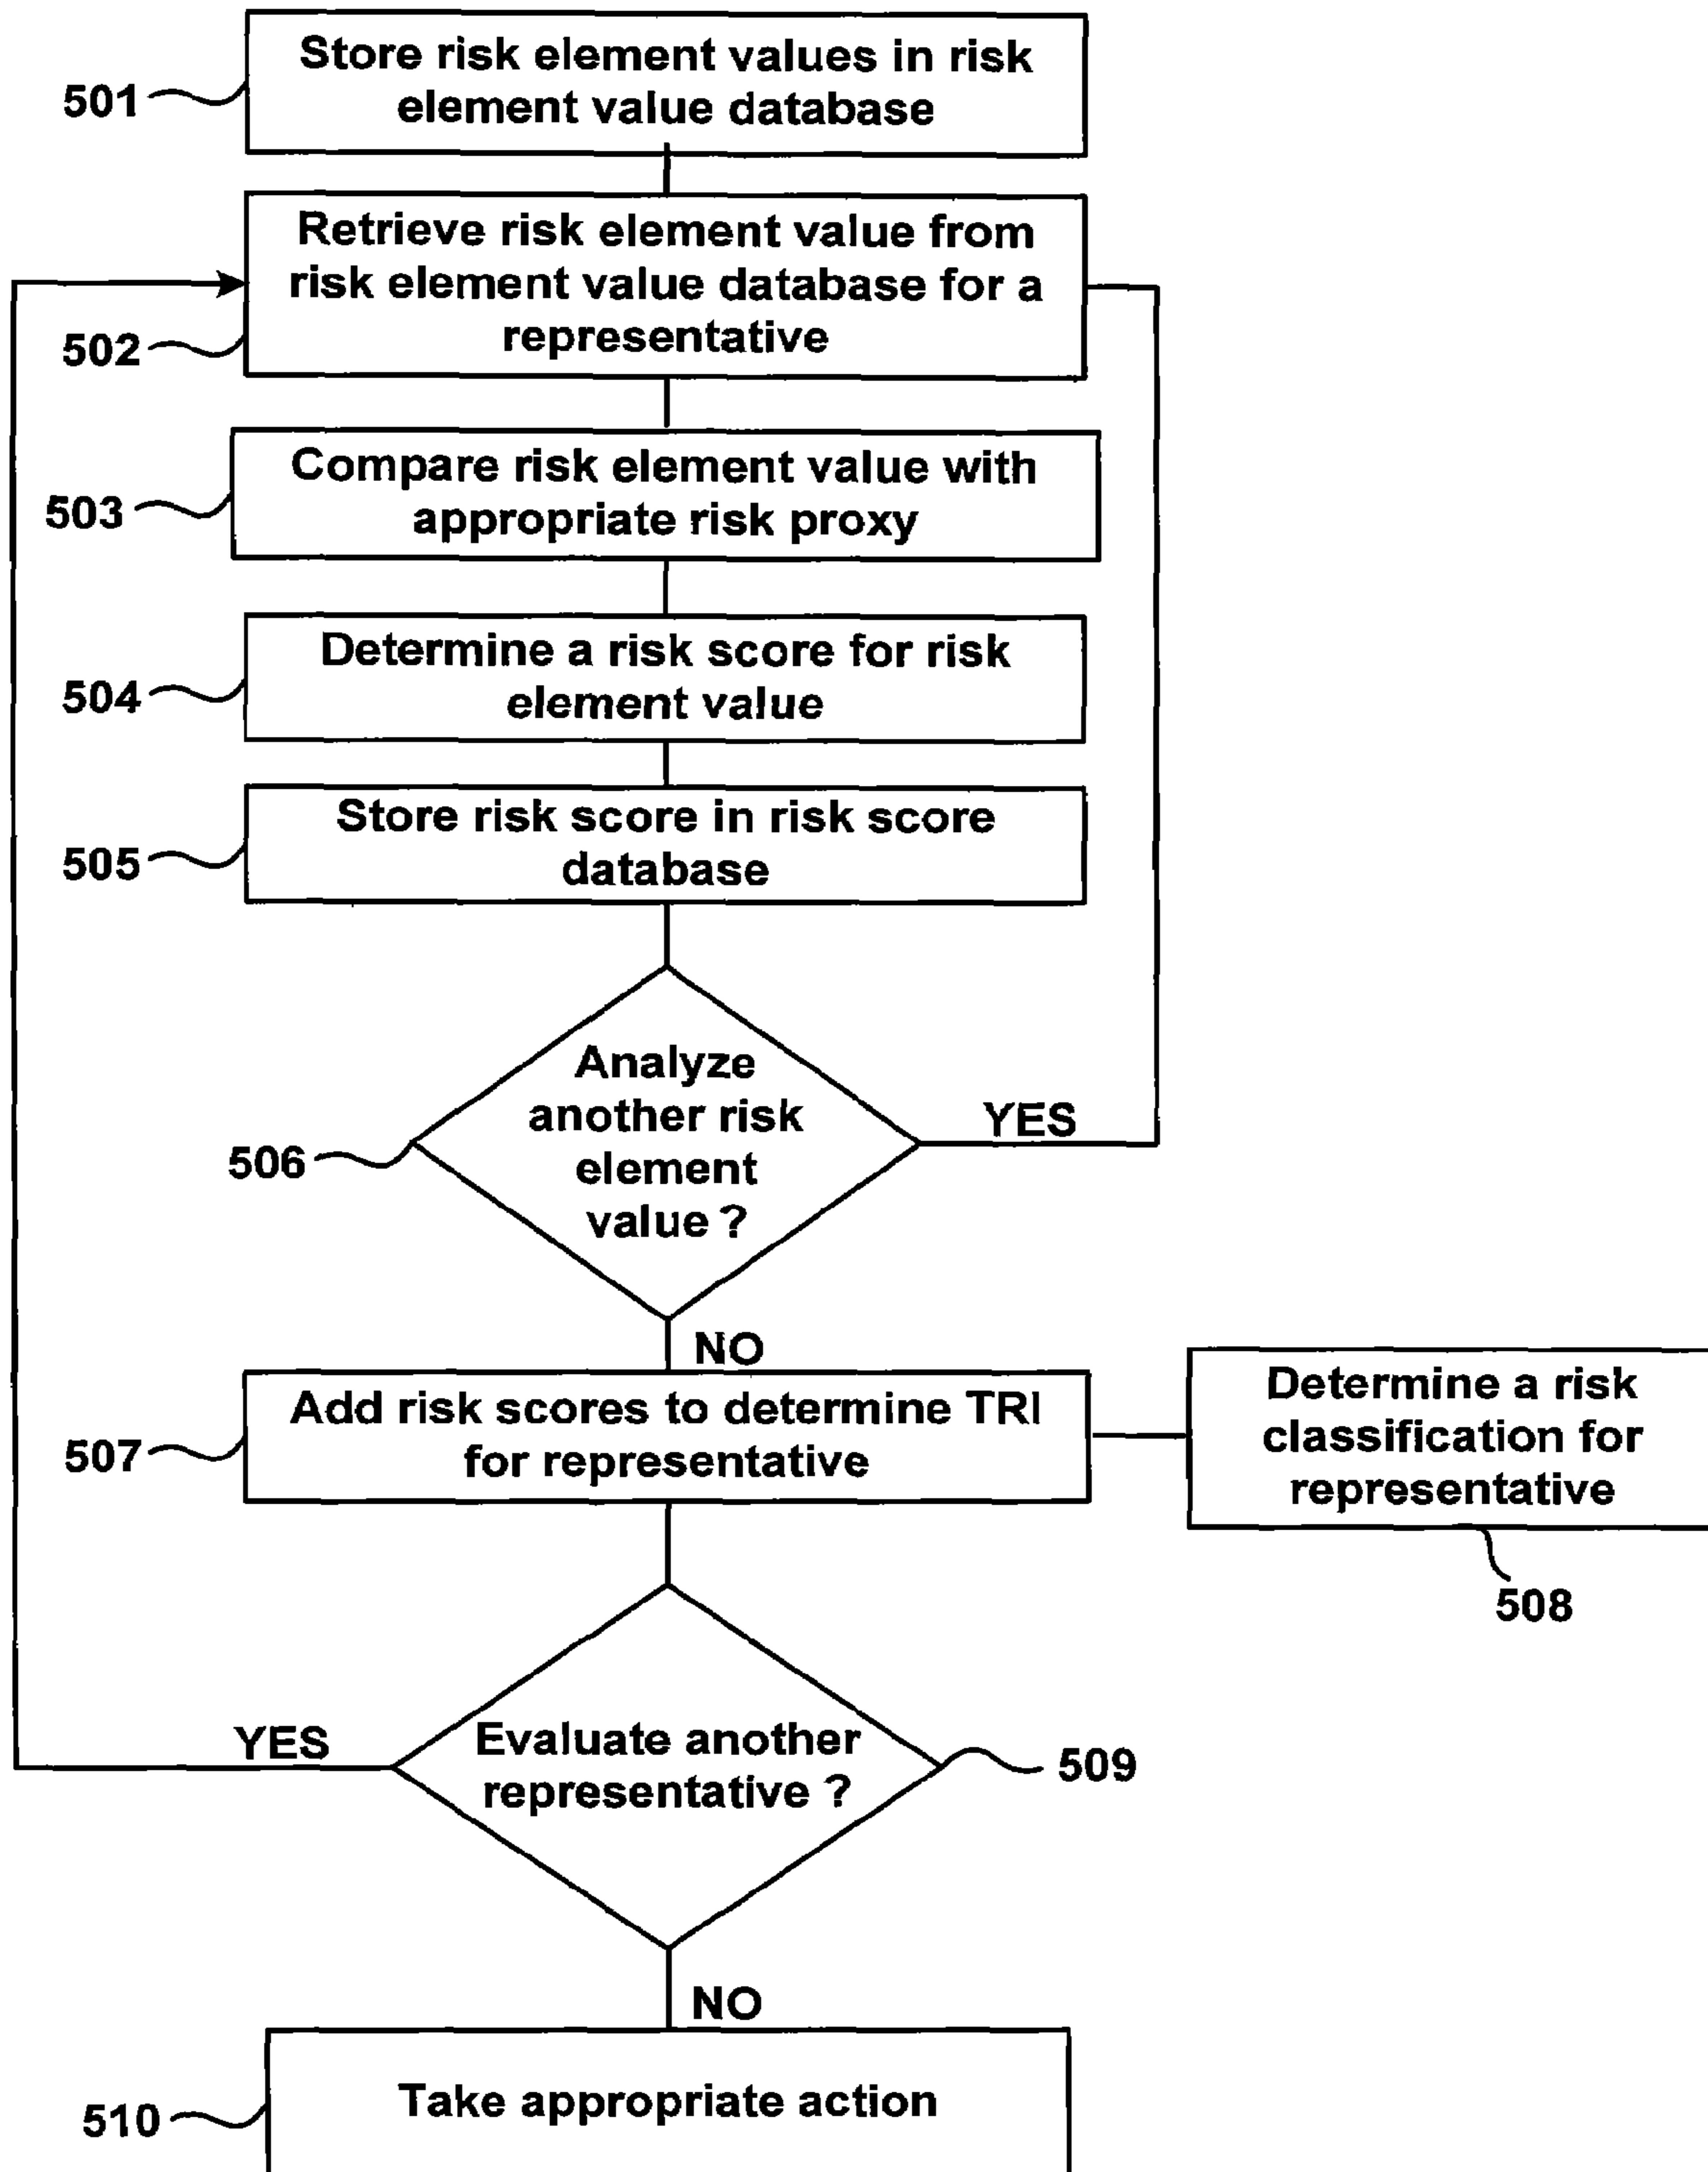 Store risk element values in risk
element value database
501
Retrieve risk element value from
risk element value database for a
representative
502
Compare risk element value with
appropriate risk proxy
503
Determine a risk score for risk
element value
504
Store risk score in risk score
database
505
Analyze
another risk
element
value ?
YES
506
NO
Add risk scores to determine TRI
for representative
507
Determine a risk
classification for
representative
508
YES
Evaluate another
representative ?
509
NO
Take appropriate action
510